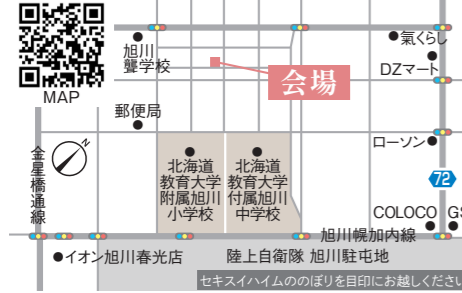 MAP
旭川
聾学校
会場
氣くらし
DZマート
郵便局
金星橋通線
N
北海道
教育大学
附属旭川
小学校
北海道
教育大学
付属旭川
中学校
ローソン
72
COLOCO
GS
旭川幌加内線
イオン旭川春光店
陸上自衛隊 旭川駐屯地
セキスイハイムののぼりを目印にお越しください